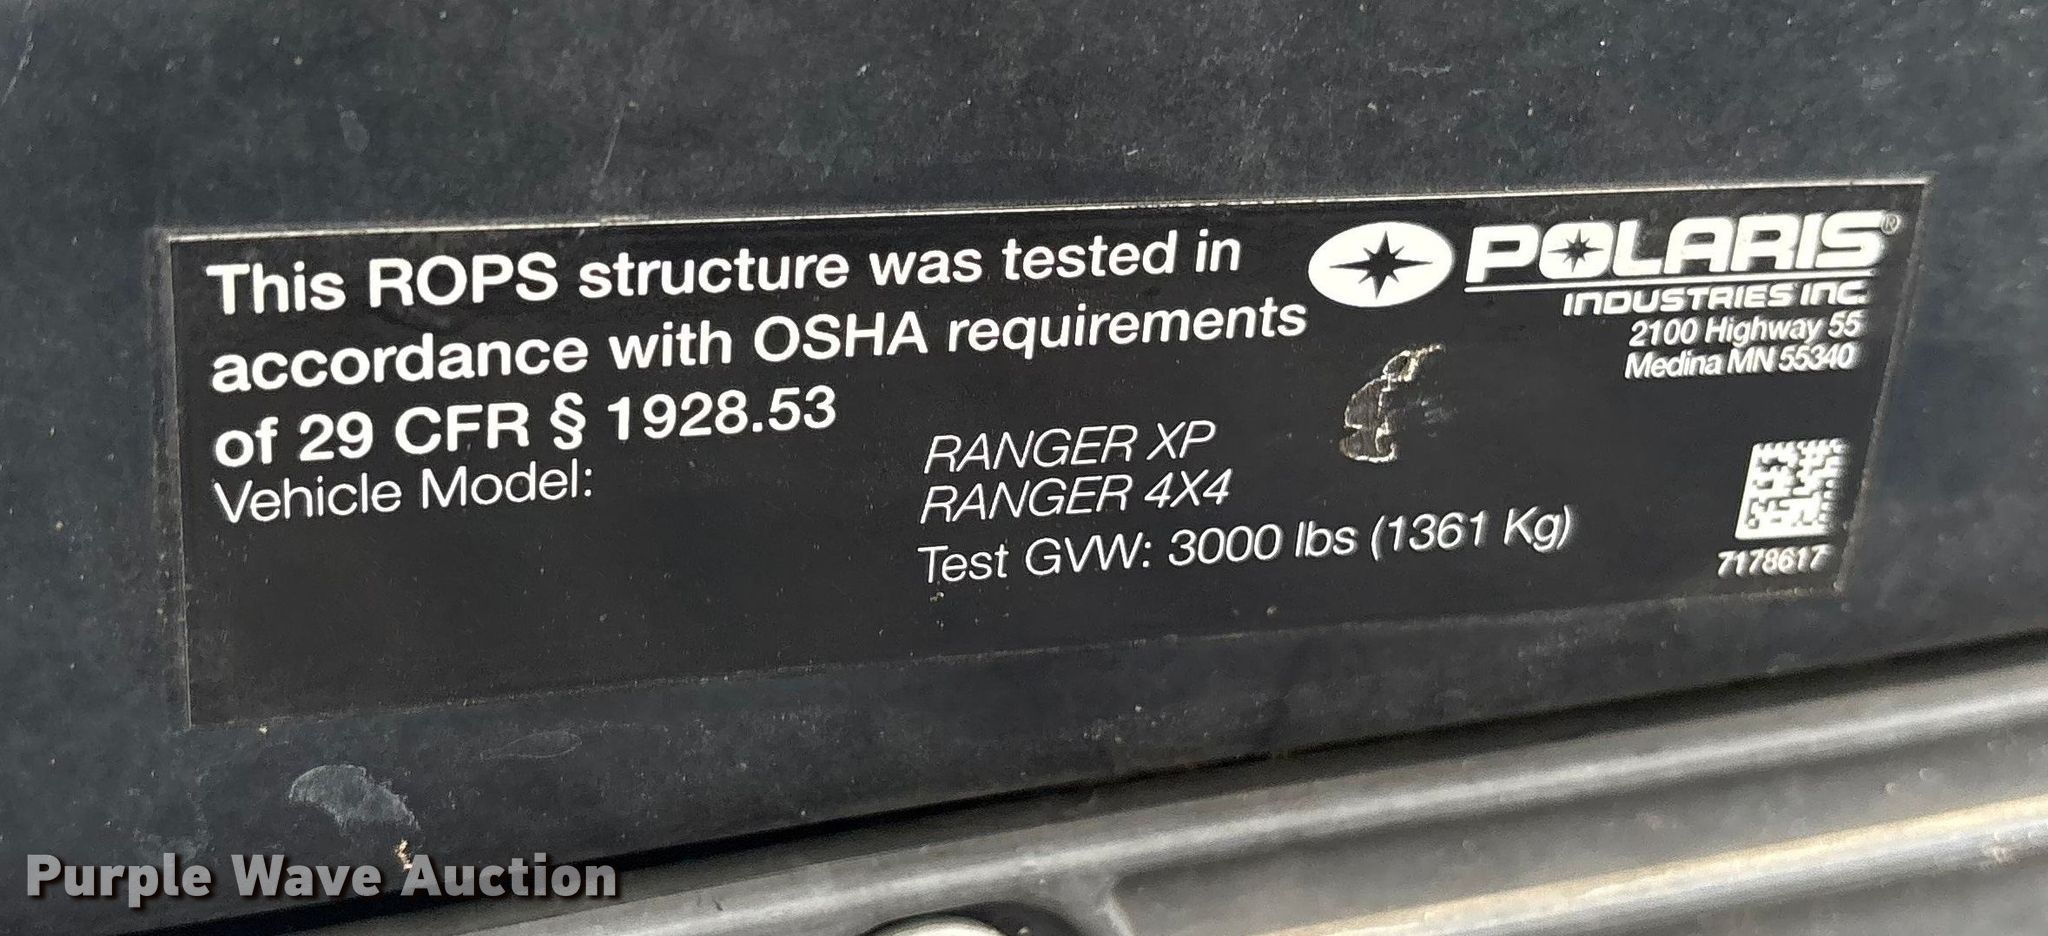 This ROPS structure was tested in
accordance with OSHA requirements
of 29 CFR § 1928.53
Vehicle Model:
RANGER XP
RANGER 4X4
Test GVW: 3000 lbs (1361 Kg)
POLARIS®
INDUSTRIES INC.
2100 Highway 55
Medina MN 55340
7178617
Purple Wave Auction